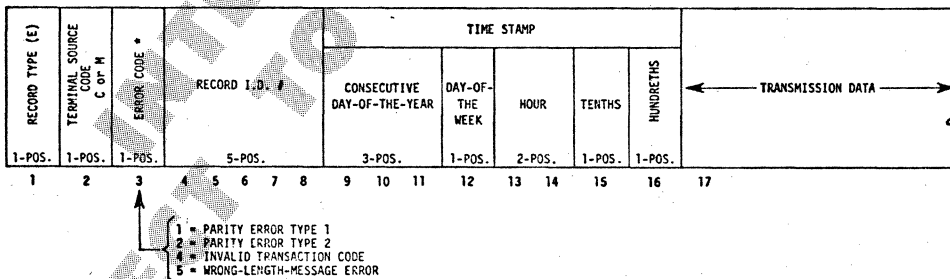 TIME STAMP
RECORD TYPE (E)
TERMINAL SOURCE
CODE
C or M
ERROR CODE *
RECORD I.D. #
CONSECUTIVE
DAY-OF-THE-YEAR
DAY-OF-
THE
WEEK
HOUR
TENTHS
HUNDRETHS
TRANSMISSION DATA
1-POS. 1-POS. 1-POS. 5-POS. 3-POS. 1-POS. 2-POS. 1-POS. 1-POS.
1 2 3 4 5 6 7 8 9 10 11 12 13 14 15 16 17
1 = PARITY ERROR TYPE 1
2 = PARITY ERROR TYPE 2
4 = INVALID TRANSACTION CODE
5 = WRONG-LENGTH-MESSAGE ERROR
TO